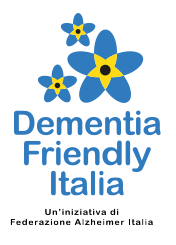 Dementia
Friendly
Italia
Un'iniziativa di
Federazione Alzheimer Italia